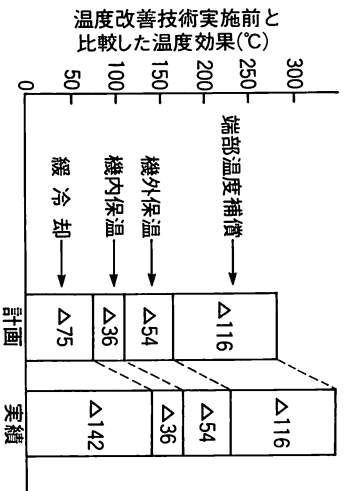 温度改善技術実施前と
比較した温度効果(℃)
50
100
150
200
250
300
端部温度補償
機外保温
機内保温
緩冷却
△75
△36
△54
△116
計画
△142
△36
△54
△116
実績